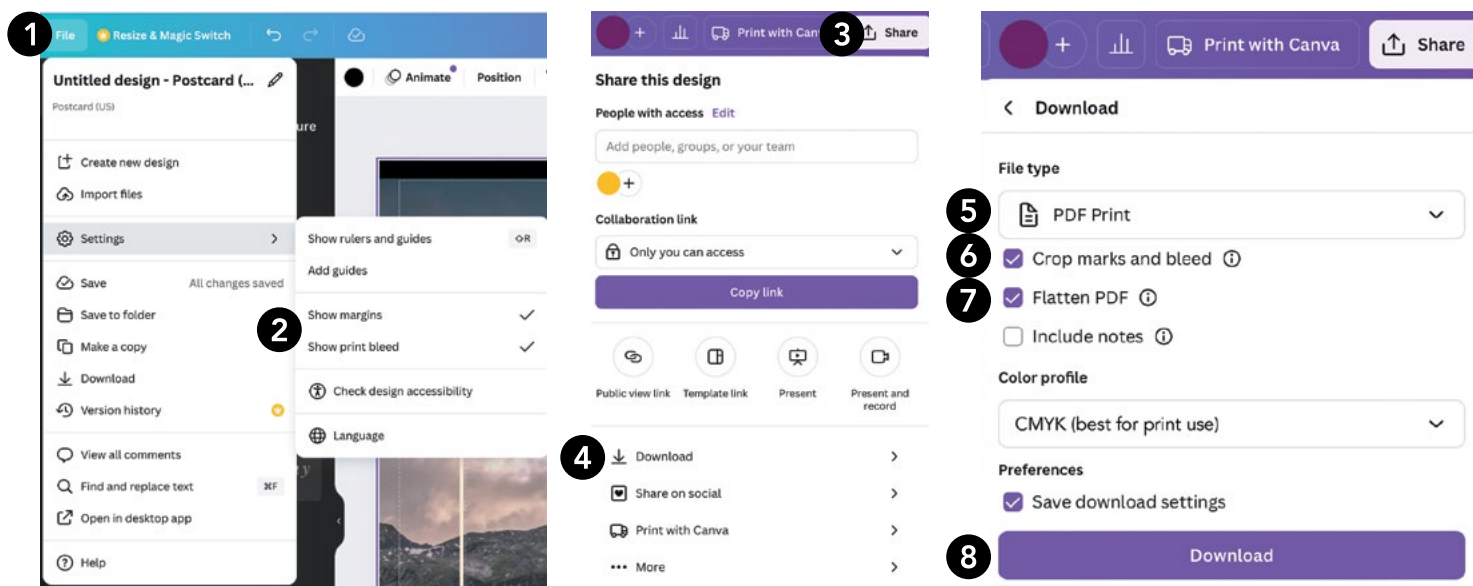 1
File
Resize & Magic Switch
Untitled design - Postcard (...
Postcard (US)
Create new design
Import files
Settings
Save All changes saved
Save to folder
Make a copy
Download
Version history
View all comments
Find and replace text ⌘F
Open in desktop app
Help
Animate
Position
ure
2
Show rulers and guides ⇧R
Add guides
Show margins
Show print bleed
Check design accessibility
Language
y
Print with Can
3
Share
Share this design
People with access Edit
Add people, groups, or your team
Collaboration link
Only you can access
Copy link
Public view link
Template link
Present
Present and
record
4
Download
Share on social
Print with Canva
More
Print with Canva
Share
Download
File type
5
PDF Print
6
Crop marks and bleed
7
Flatten PDF
Include notes
Color profile
CMYK (best for print use)
Preferences
Save download settings
8
Download